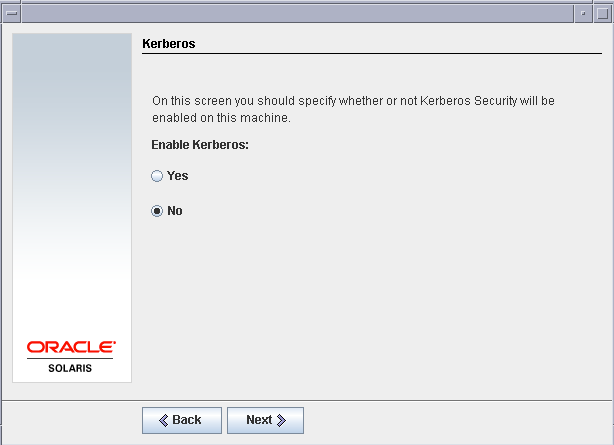 Kerberos
On this screen you should specify whether or not Kerberos Security will be
enabled on this machine.
Enable Kerberos:
Yes
No
ORACLE
SOLARIS
Back
Next